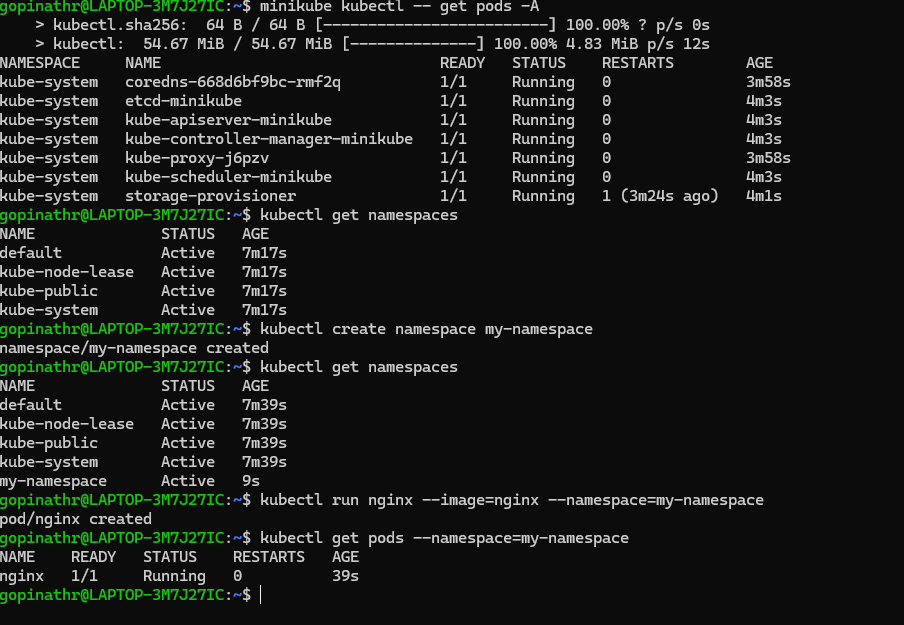 gopinathr@LAPTOP-3M7J27IC:~$ minikube kubectl -- get pods -A
    > kubectl.sha256:  64 B / 64 B [-------------------------] 100.00% ? p/s 0s
    > kubectl:  54.67 MiB / 54.67 MiB [--------------] 100.00% 4.83 MiB p/s 12s
NAMESPACE     NAME                               READY   STATUS    RESTARTS        AGE
kube-system   coredns-668d6bf9bc-rmf2q           1/1     Running   0               3m58s
kube-system   etcd-minikube                      1/1     Running   0               4m3s
kube-system   kube-apiserver-minikube            1/1     Running   0               4m3s
kube-system   kube-controller-manager-minikube   1/1     Running   0               4m3s
kube-system   kube-proxy-j6pzv                   1/1     Running   0               3m58s
kube-system   kube-scheduler-minikube            1/1     Running   0               4m3s
kube-system   storage-provisioner                1/1     Running   1 (3m24s ago)   4m1s
gopinathr@LAPTOP-3M7J27IC:~$ kubectl get namespaces
NAME              STATUS   AGE
default           Active   7m17s
kube-node-lease   Active   7m17s
kube-public       Active   7m17s
kube-system       Active   7m17s
gopinathr@LAPTOP-3M7J27IC:~$ kubectl create namespace my-namespace
namespace/my-namespace created
gopinathr@LAPTOP-3M7J27IC:~$ kubectl get namespaces
NAME              STATUS   AGE
default           Active   7m39s
kube-node-lease   Active   7m39s
kube-public       Active   7m39s
kube-system       Active   7m39s
my-namespace      Active   9s
gopinathr@LAPTOP-3M7J27IC:~$ kubectl run nginx --image=nginx --namespace=my-namespace
pod/nginx created
gopinathr@LAPTOP-3M7J27IC:~$ kubectl get pods --namespace=my-namespace
NAME    READY   STATUS    RESTARTS   AGE
nginx   1/1     Running   0          39s
gopinathr@LAPTOP-3M7J27IC:~$